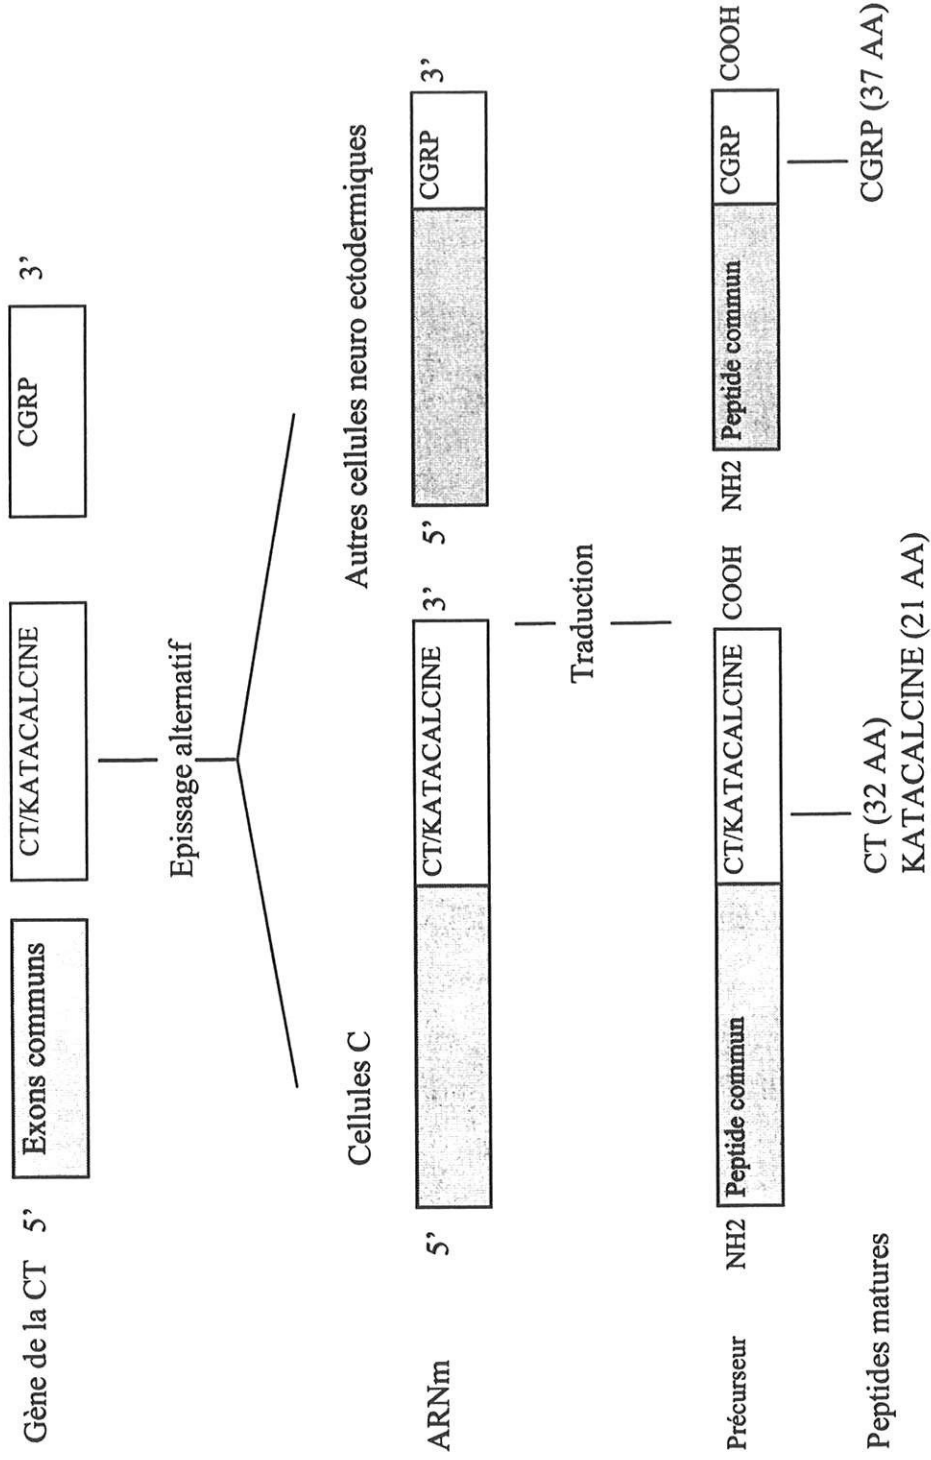 Gène de la CT 5' Exons communs CT/KATACALCINE CGRP 3'
Epissage alternatif
Cellules C Autres cellules neuro ectodermiques
ARNm 5' CT/KATACALCINE 3' 5' CGRP 3'
Traduction
Précurseur NH2 Peptide commun CT/KATACALCINE COOH NH2 Peptide commun CGRP COOH
Peptides matures CT (32 AA) CGRP (37 AA)
KATACALCINE (21 AA)